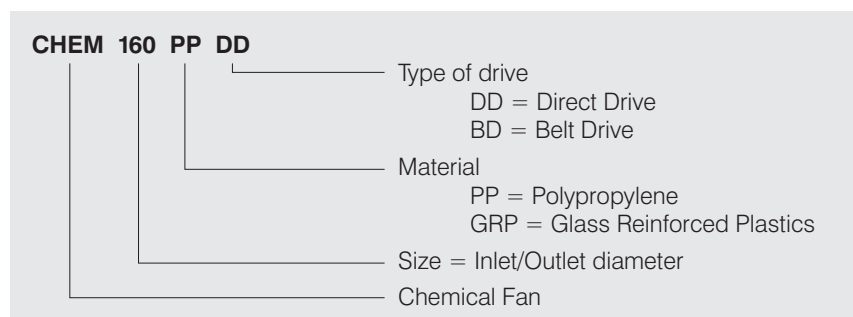 CHEM 160 PP DD
Type of drive
DD = Direct Drive
BD = Belt Drive
Material
PP = Polypropylene
GRP = Glass Reinforced Plastics
Size = Inlet/Outlet diameter
Chemical Fan